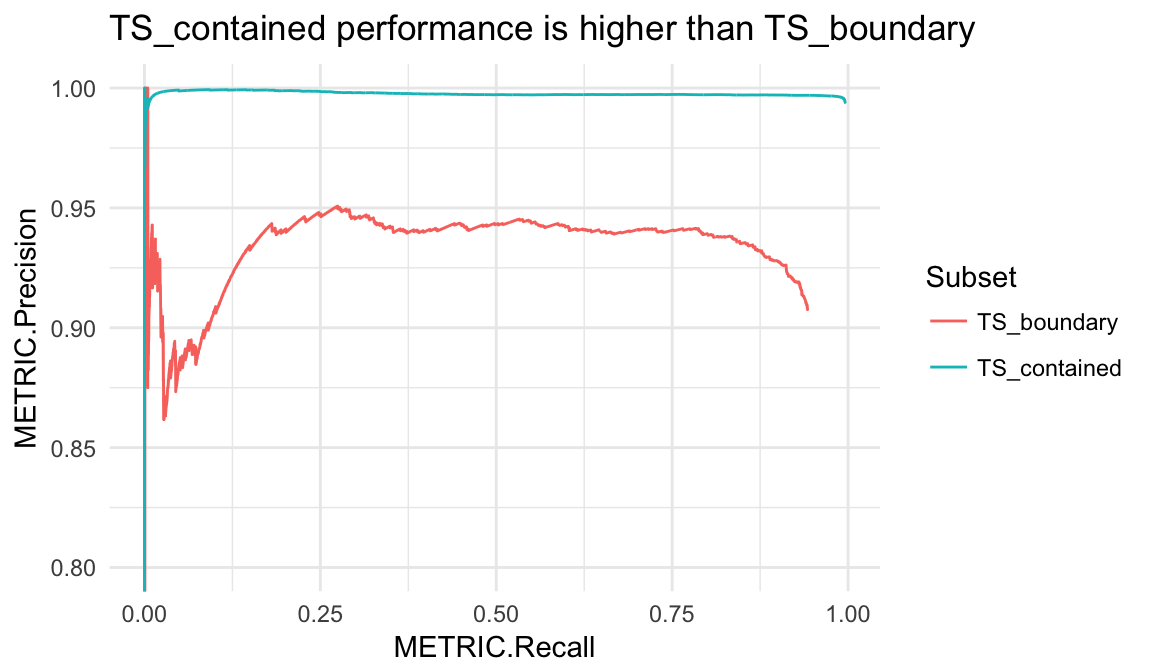 TS_contained performance is higher than TS_boundary
1.00
0.95
0.90
0.85
0.80
METRIC.Precision
0.00
0.25
0.50
0.75
1.00
METRIC.Recall
Subset
TS_boundary
TS_contained